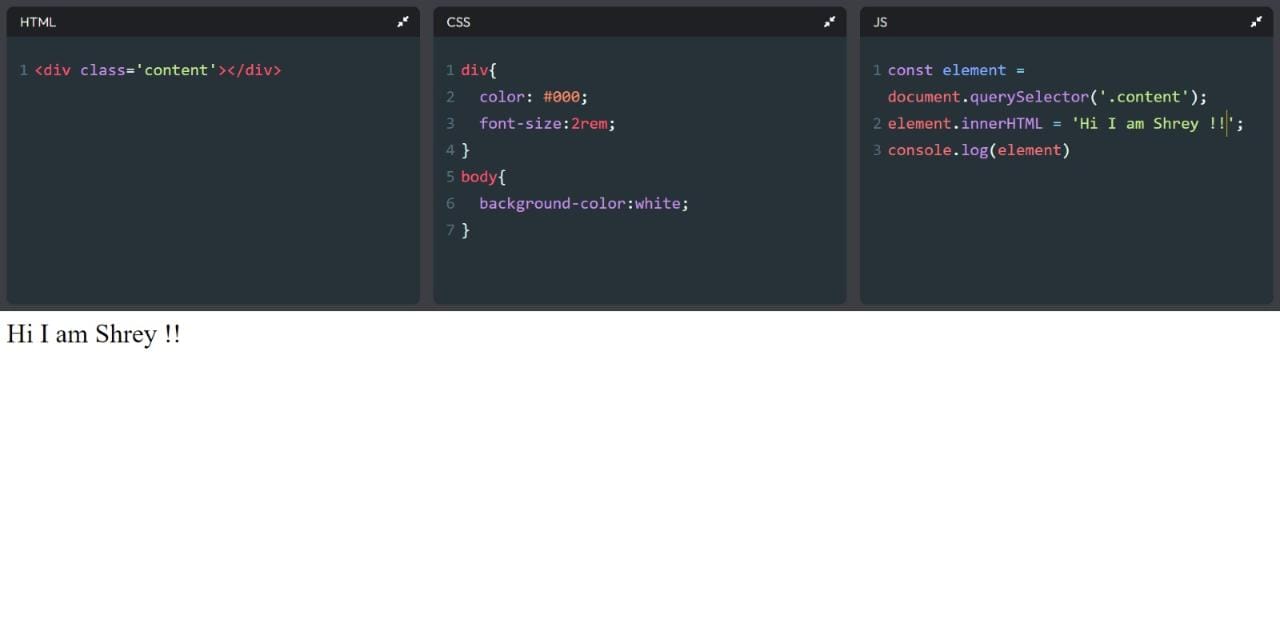 HTML
1 <div class='content'></div>
CSS
1 div{
2   color: #000;
3   font-size:2rem;
4 }
5 body{
6   background-color:white;
7 }
JS
1 const element =
document.querySelector('.content');
2 element.innerHTML = 'Hi I am Shrey !!';
3 console.log(element)
Hi I am Shrey !!